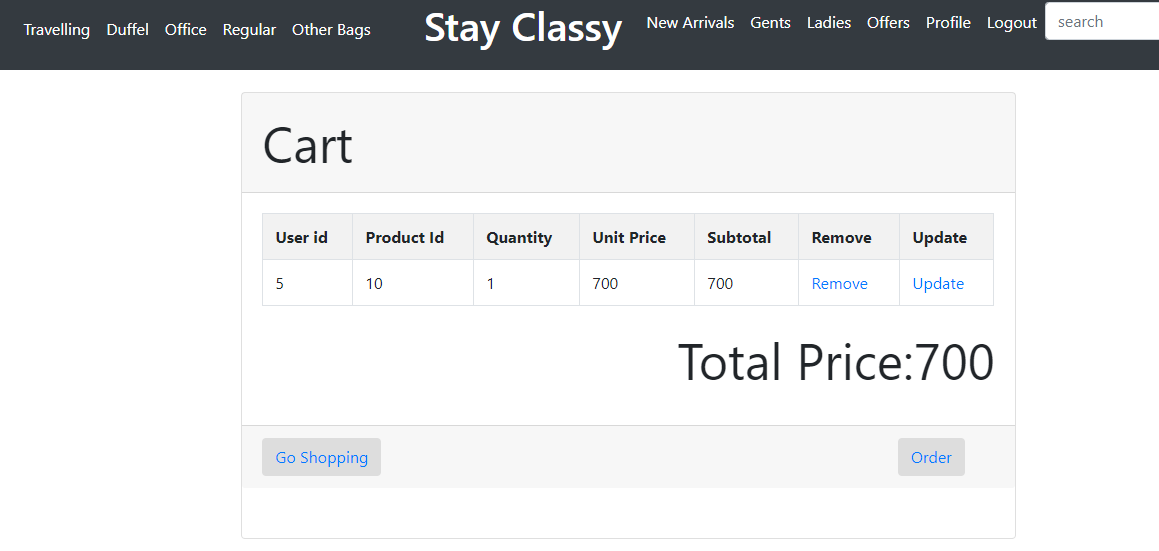 Travelling Duffel Office Regular Other Bags Stay Classy New Arrivals Gents Ladies Offers Profile Logout search
Cart
User id Product Id Quantity Unit Price Subtotal Remove Update
5 10 1 700 700 Remove Update
Total Price:700
Go Shopping Order